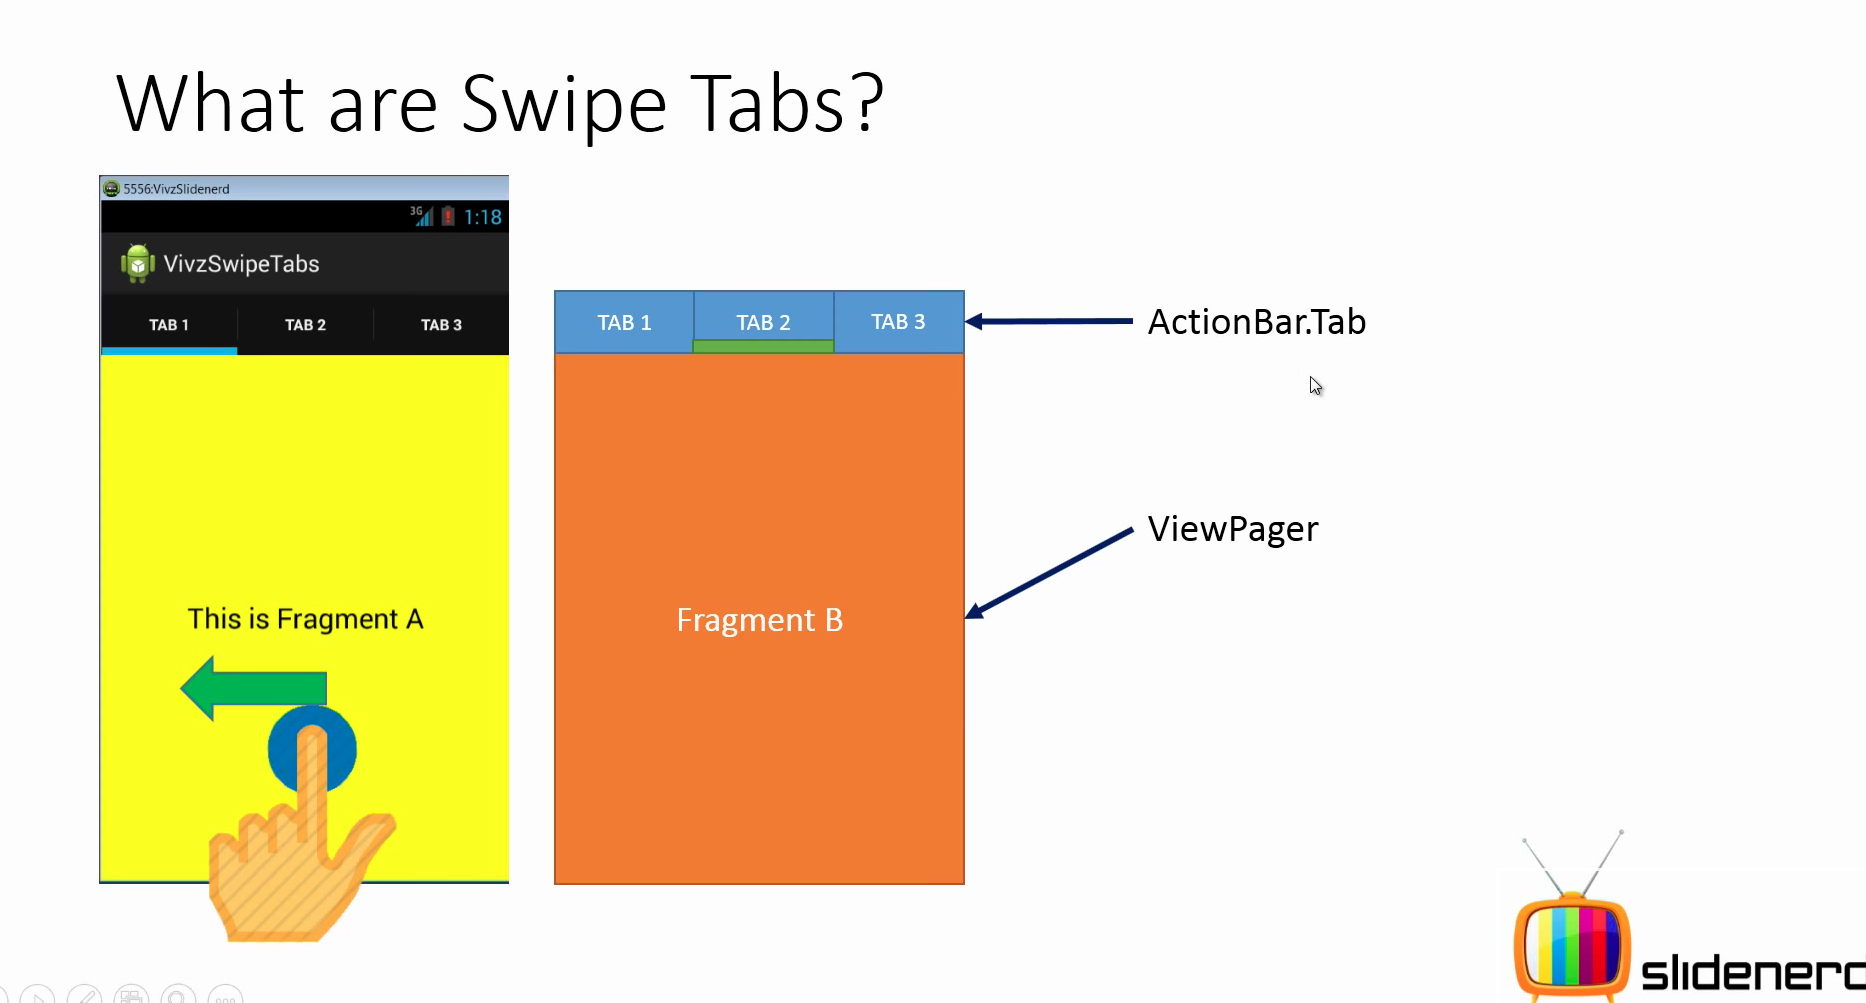 What are Swipe Tabs?
5556:VivzSlidenerd
3G 1:18
VivzSwipeTabs
TAB 1 TAB 2 TAB 3
This is Fragment A
TAB 1 TAB 2 TAB 3
Fragment B
ActionBar.Tab
ViewPager
slidenerd